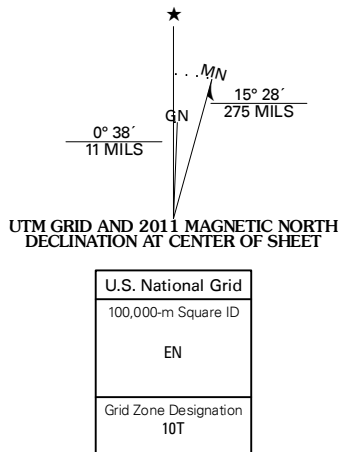 MN
15° 28´
275 MILS
GN
0° 38´
11 MILS
UTM GRID AND 2011 MAGNETIC NORTH
DECLINATION AT CENTER OF SHEET
U.S. National Grid
100,000-m Square ID
EN
Grid Zone Designation
10T